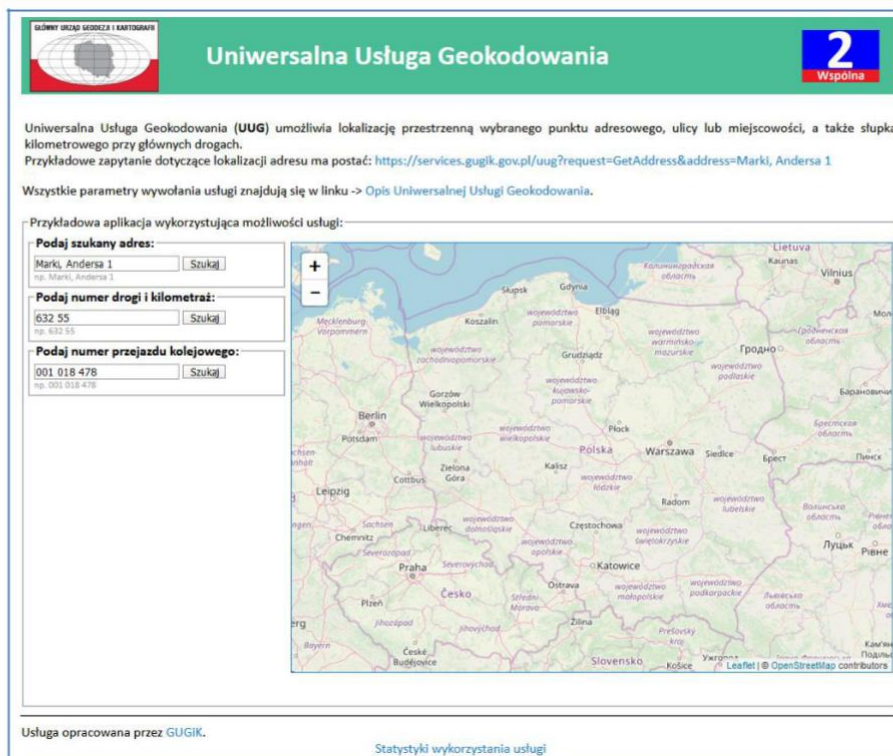 GŁÓWNY URZĄD GEODEZJI I KARTOGRAFII
Uniwersalna Usługa Geokodowania
2
Wspólna
Uniwersalna Usługa Geokodowania (UUG) umożliwia lokalizację przestrzenną wybranego punktu adresowego, ulicy lub miejscowości, a także słupka
kilometrowego przy głównych drogach.
Przykładowe zapytanie dotyczące lokalizacji adresu ma postać: https://services.gugik.gov.pl/uug?request=GetAddress&address=Marki, Andersa 1
Wszystkie parametry wywołania usługi znajdują się w linku -> Opis Uniwersalnej Usługi Geokodowania.
Przykładowa aplikacja wykorzystująca możliwości usługi:
Podaj szukany adres:
Marki, Andersa 1 Szukaj
np. Marki, Andersa 1
Podaj numer drogi i kilometraż:
632 55 Szukaj
np. 632 55
Podaj numer przejazdu kolejowego:
001 018 478 Szukaj
np. 001 018 478
+
−
Lietuva
Kaunas
Vilnius
Калининградская
область
Słupsk
Gdynia
Elbląg
Koszalin
województwo
pomorskie
Mecklenburg-
Vorpommern
województwo
zachodniopomorskie
województwo
warmińsko-
mazurskie
Гродненская
область
Гродно
Grudziądz
województwo
podlaskie
województwo
kujawsko-
pomorskie
Gorzów
Wielkopolski
Барановичи
Berlin
Potsdam
Płock
Брестская
область
województwo
lubuskie
województwo
wielkopolskie
Polska
Warszawa
Siedlce
Брест
Пинск
Zielona
Góra
Kalisz
Cottbus
województwo
łódzkie
Leipzig
Radom
województwo
lubelskie
Волынская
область
Sachsen
Chemnitz
Liberec
województwo
dolnośląskie
Częstochowa
województwo
opolskie
województwo
świętokrzyskie
Луцьк
Рівне
Severozápad
Praha
Severovýchod
Katowice
Česko
Ostrava
województwo
małopolskie
województwo
podkarpackie
Львовская
область
Plzeň
Střední
Morava
Jihozápad
Jihovýchod
Žilina
Prešovský
kraj
Bayern
České
Budějovice
Slovensko
Košice
Ужгород
Leaflet | © OpenStreetMap contributors
Usługa opracowana przez GUGIK.
Statystyki wykorzystania usługi